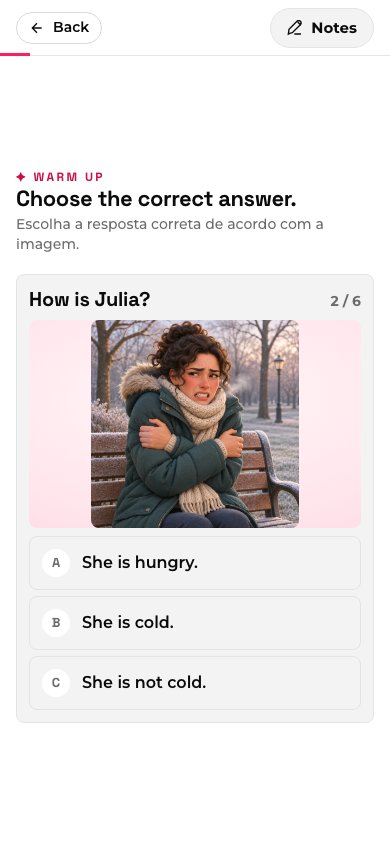 Back
Notes
WARM UP
Choose the correct answer.
Escolha a resposta correta de acordo com a
imagem.
How is Julia?
2 / 6
A She is hungry.
B She is cold.
C She is not cold.